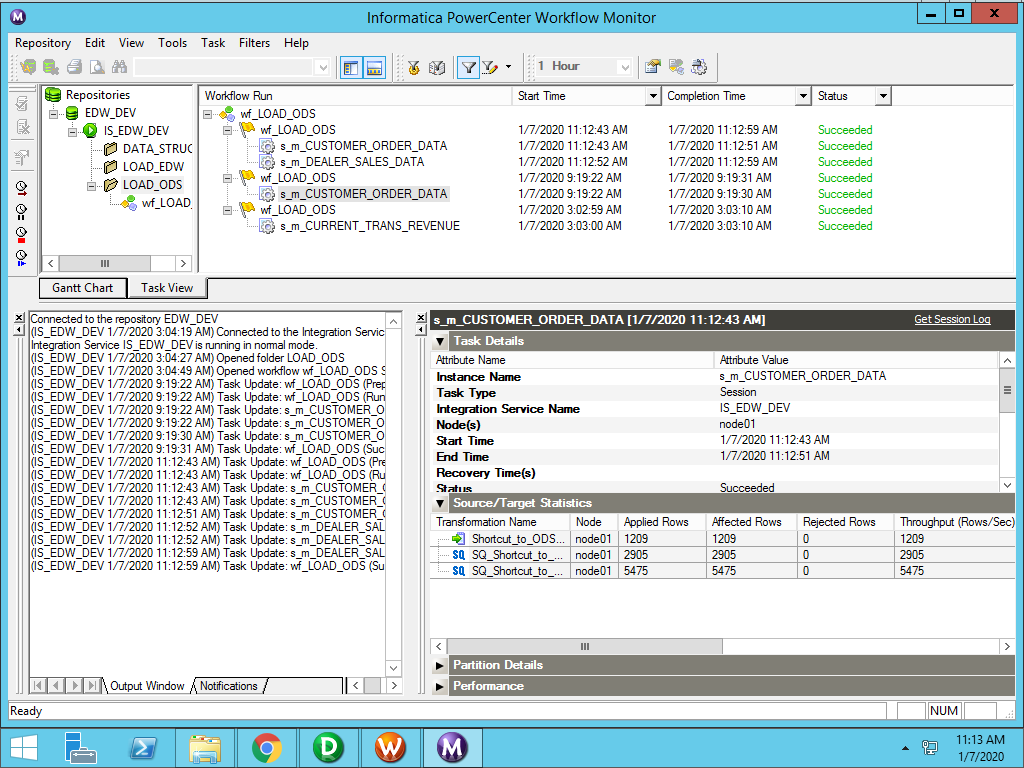 Informatica PowerCenter Workflow Monitor
Repository Edit View Tools Task Filters Help
1 Hour
Repositories
EDW_DEV
IS_EDW_DEV
DATA_STRUC
LOAD_EDW
LOAD_ODS
wf_LOAD_
Workflow Run Start Time Completion Time Status
wf_LOAD_ODS
wf_LOAD_ODS 1/7/2020 11:12:43 AM 1/7/2020 11:12:59 AM Succeeded
s_m_CUSTOMER_ORDER_DATA 1/7/2020 11:12:43 AM 1/7/2020 11:12:51 AM Succeeded
s_m_DEALER_SALES_DATA 1/7/2020 11:12:52 AM 1/7/2020 11:12:59 AM Succeeded
wf_LOAD_ODS 1/7/2020 9:19:22 AM 1/7/2020 9:19:31 AM Succeeded
s_m_CUSTOMER_ORDER_DATA 1/7/2020 9:19:22 AM 1/7/2020 9:19:30 AM Succeeded
wf_LOAD_ODS 1/7/2020 3:02:59 AM 1/7/2020 3:03:10 AM Succeeded
s_m_CURRENT_TRANS_REVENUE 1/7/2020 3:03:00 AM 1/7/2020 3:03:10 AM Succeeded
Gantt Chart Task View
Connected to the repository EDW_DEV
(IS_EDW_DEV 1/7/2020 3:04:19 AM) Connected to the Integration Servic
Integration Service IS_EDW_DEV is running in normal mode.
(IS_EDW_DEV 1/7/2020 3:04:27 AM) Opened folder LOAD_ODS
(IS_EDW_DEV 1/7/2020 3:04:49 AM) Opened workflow wf_LOAD_ODS S
(IS_EDW_DEV 1/7/2020 9:19:22 AM) Task Update: wf_LOAD_ODS (Prep
(IS_EDW_DEV 1/7/2020 9:19:22 AM) Task Update: wf_LOAD_ODS (Run
(IS_EDW_DEV 1/7/2020 9:19:22 AM) Task Update: s_m_CUSTOMER_O
(IS_EDW_DEV 1/7/2020 9:19:22 AM) Task Update: s_m_CUSTOMER_O
(IS_EDW_DEV 1/7/2020 9:19:30 AM) Task Update: s_m_CUSTOMER_O
(IS_EDW_DEV 1/7/2020 9:19:31 AM) Task Update: wf_LOAD_ODS (Suc
(IS_EDW_DEV 1/7/2020 11:12:43 AM) Task Update: wf_LOAD_ODS (Pre
(IS_EDW_DEV 1/7/2020 11:12:43 AM) Task Update: wf_LOAD_ODS (Ru
(IS_EDW_DEV 1/7/2020 11:12:43 AM) Task Update: s_m_CUSTOMER_
(IS_EDW_DEV 1/7/2020 11:12:43 AM) Task Update: s_m_CUSTOMER_
(IS_EDW_DEV 1/7/2020 11:12:51 AM) Task Update: s_m_CUSTOMER_
(IS_EDW_DEV 1/7/2020 11:12:52 AM) Task Update: s_m_DEALER_SAL
(IS_EDW_DEV 1/7/2020 11:12:52 AM) Task Update: s_m_DEALER_SAL
(IS_EDW_DEV 1/7/2020 11:12:59 AM) Task Update: s_m_DEALER_SAL
(IS_EDW_DEV 1/7/2020 11:12:59 AM) Task Update: wf_LOAD_ODS (Su
Output Window Notifications
s_m_CUSTOMER_ORDER_DATA [1/7/2020 11:12:43 AM] Get Session Log
Task Details
Attribute Name Attribute Value
Instance Name s_m_CUSTOMER_ORDER_DATA
Task Type Session
Integration Service Name IS_EDW_DEV
Node(s) node01
Start Time 1/7/2020 11:12:43 AM
End Time 1/7/2020 11:12:51 AM
Recovery Time(s)
Status Succeeded
Source/Target Statistics
Transformation Name Node Applied Rows Affected Rows Rejected Rows Throughput (Rows/Sec)
Shortcut_to_ODS... node01 1209 1209 0 1209
SQ SQ_Shortcut_to_... node01 2905 2905 0 2905
SQ SQ_Shortcut_to_... node01 5475 5475 0 5475
Partition Details
Performance
Ready NUM
D W M
11:13 AM
1/7/2020